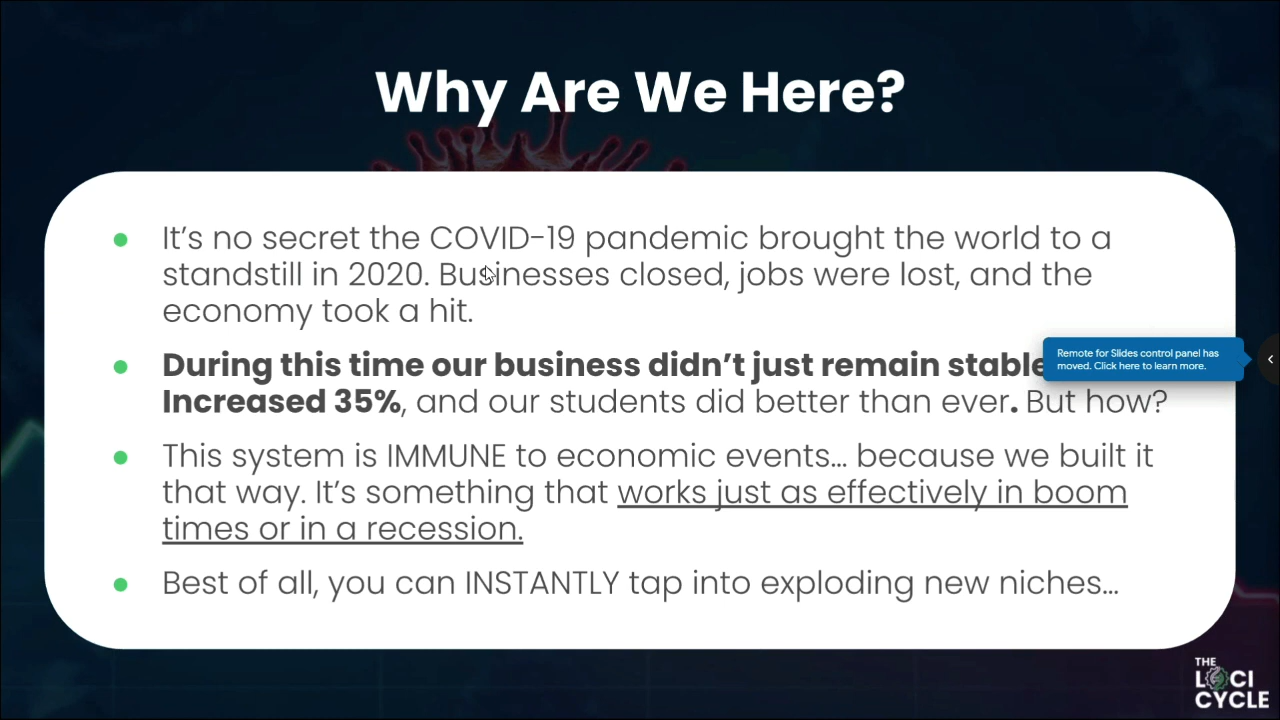 Why Are We Here?
It's no secret the COVID-19 pandemic brought the world to a
standstill in 2020. Businesses closed, jobs were lost, and the
economy took a hit.
During this time our business didn't just remain stable
Remote for Slides control panel has
moved. Click here to learn more.
Increased 35%, and our students did better than ever. But how?
This system is IMMUNE to economic events... because we built it
that way. It's something that works just as effectively in boom
times or in a recession.
Best of all, you can INSTANTLY tap into exploding new niches...
THE
LOCI
CYCLE